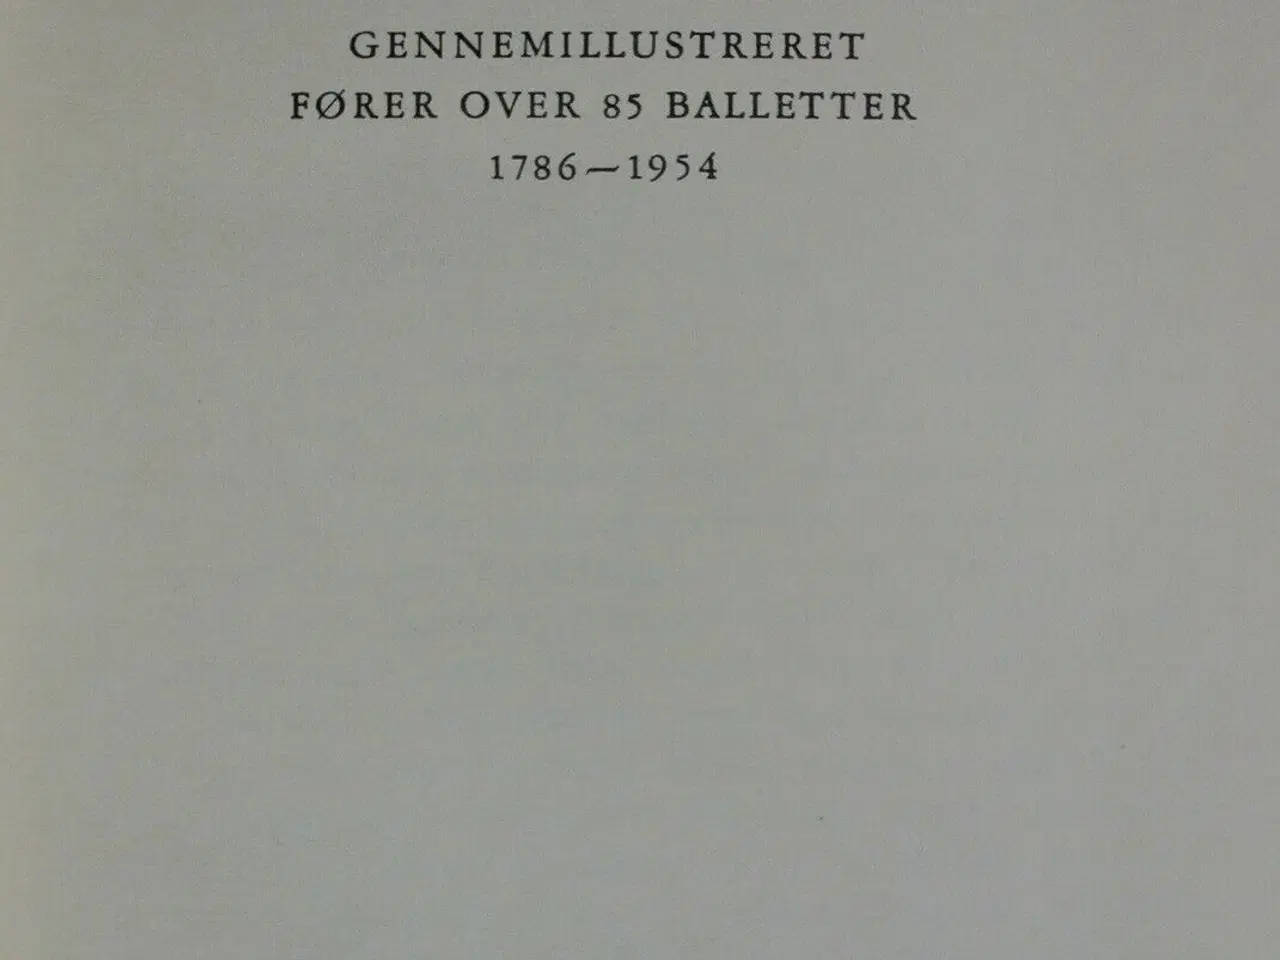 GENNEMILLUSTRERET
FØRER OVER 85 BALLETTER
1786—1954